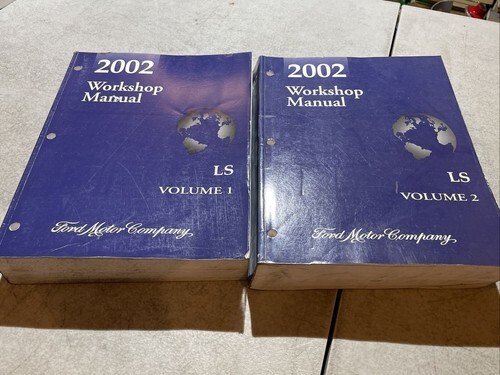 2002
Workshop
Manual
LS
VOLUME 1
Ford Motor Company
2002
Workshop
Manual
LS
VOLUME 2
Ford Motor Company